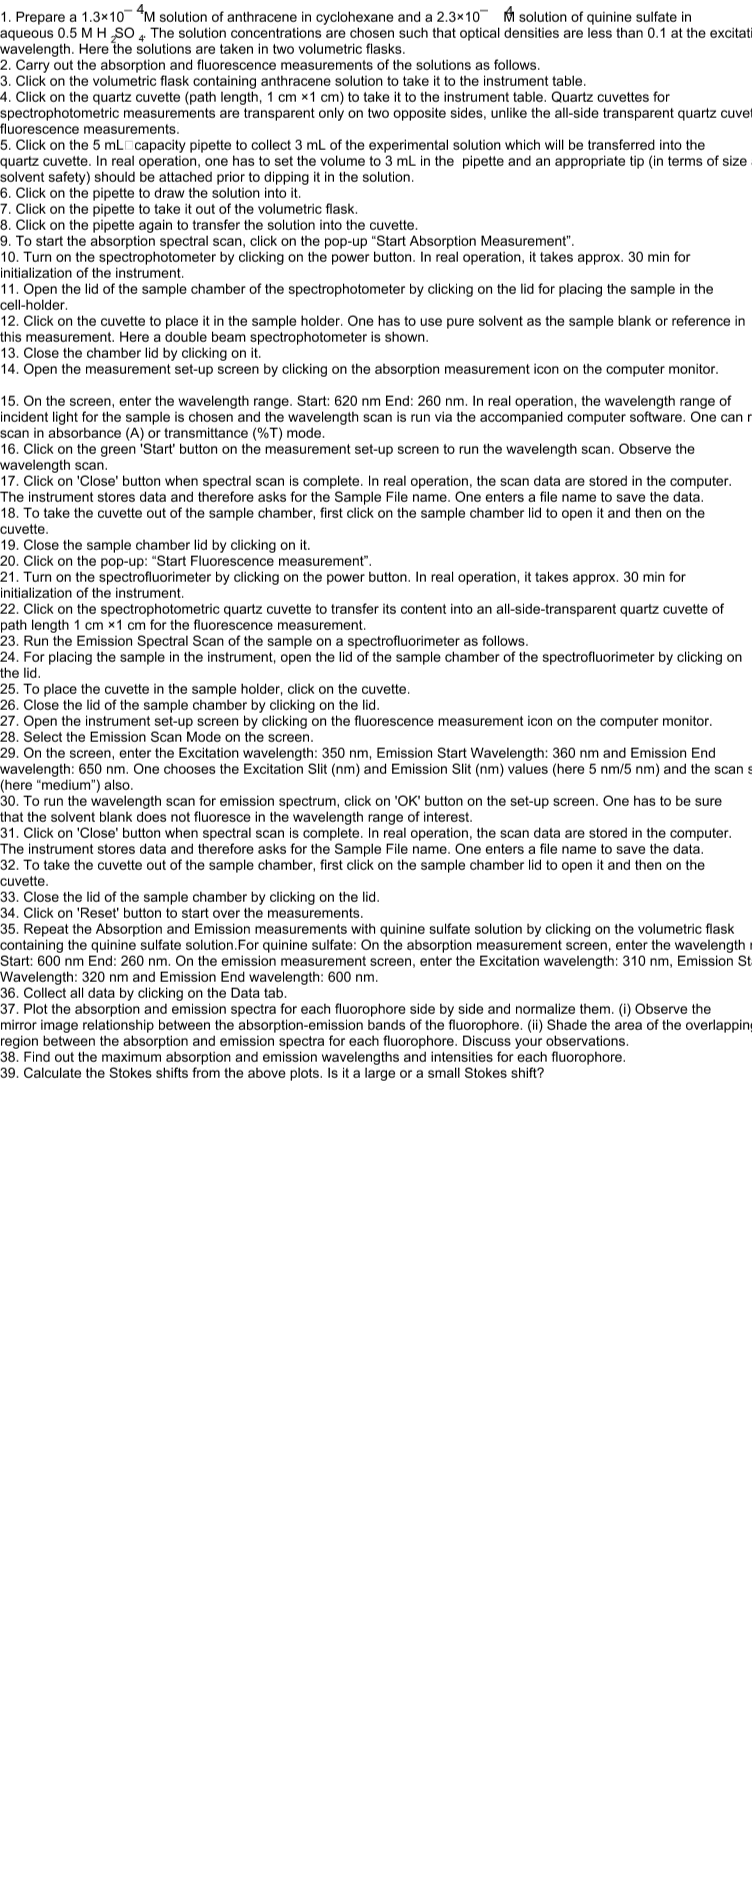 1. Prepare a 1.3×10⁻⁴M solution of anthracene in cyclohexane and a 2.3×10⁻⁴ M solution of quinine sulfate in
aqueous 0.5 M H₂SO₄. The solution concentrations are chosen such that optical densities are less than 0.1 at the excitati
wavelength. Here the solutions are taken in two volumetric flasks.
2. Carry out the absorption and fluorescence measurements of the solutions as follows.
3. Click on the volumetric flask containing anthracene solution to take it to the instrument table.
4. Click on the quartz cuvette (path length, 1 cm ×1 cm) to take it to the instrument table. Quartz cuvettes for
spectrophotometric measurements are transparent only on two opposite sides, unlike the all-side transparent quartz cuvet
fluorescence measurements.
5. Click on the 5 mL□capacity pipette to collect 3 mL of the experimental solution which will be transferred into the
quartz cuvette. In real operation, one has to set the volume to 3 mL in the pipette and an appropriate tip (in terms of size
solvent safety) should be attached prior to dipping it in the solution.
6. Click on the pipette to draw the solution into it.
7. Click on the pipette to take it out of the volumetric flask.
8. Click on the pipette again to transfer the solution into the cuvette.
9. To start the absorption spectral scan, click on the pop-up “Start Absorption Measurement”.
10. Turn on the spectrophotometer by clicking on the power button. In real operation, it takes approx. 30 min for
initialization of the instrument.
11. Open the lid of the sample chamber of the spectrophotometer by clicking on the lid for placing the sample in the
cell-holder.
12. Click on the cuvette to place it in the sample holder. One has to use pure solvent as the sample blank or reference in
this measurement. Here a double beam spectrophotometer is shown.
13. Close the chamber lid by clicking on it.
14. Open the measurement set-up screen by clicking on the absorption measurement icon on the computer monitor.
15. On the screen, enter the wavelength range. Start: 620 nm End: 260 nm. In real operation, the wavelength range of
incident light for the sample is chosen and the wavelength scan is run via the accompanied computer software. One can r
scan in absorbance (A) or transmittance (%T) mode.
16. Click on the green 'Start' button on the measurement set-up screen to run the wavelength scan. Observe the
wavelength scan.
17. Click on 'Close' button when spectral scan is complete. In real operation, the scan data are stored in the computer.
The instrument stores data and therefore asks for the Sample File name. One enters a file name to save the data.
18. To take the cuvette out of the sample chamber, first click on the sample chamber lid to open it and then on the
cuvette.
19. Close the sample chamber lid by clicking on it.
20. Click on the pop-up: “Start Fluorescence measurement”.
21. Turn on the spectrofluorimeter by clicking on the power button. In real operation, it takes approx. 30 min for
initialization of the instrument.
22. Click on the spectrophotometric quartz cuvette to transfer its content into an all-side-transparent quartz cuvette of
path length 1 cm ×1 cm for the fluorescence measurement.
23. Run the Emission Spectral Scan of the sample on a spectrofluorimeter as follows.
24. For placing the sample in the instrument, open the lid of the sample chamber of the spectrofluorimeter by clicking on
the lid.
25. To place the cuvette in the sample holder, click on the cuvette.
26. Close the lid of the sample chamber by clicking on the lid.
27. Open the instrument set-up screen by clicking on the fluorescence measurement icon on the computer monitor.
28. Select the Emission Scan Mode on the screen.
29. On the screen, enter the Excitation wavelength: 350 nm, Emission Start Wavelength: 360 nm and Emission End
wavelength: 650 nm. One chooses the Excitation Slit (nm) and Emission Slit (nm) values (here 5 nm/5 nm) and the scan s
(here “medium”) also.
30. To run the wavelength scan for emission spectrum, click on 'OK' button on the set-up screen. One has to be sure
that the solvent blank does not fluoresce in the wavelength range of interest.
31. Click on 'Close' button when spectral scan is complete. In real operation, the scan data are stored in the computer.
The instrument stores data and therefore asks for the Sample File name. One enters a file name to save the data.
32. To take the cuvette out of the sample chamber, first click on the sample chamber lid to open it and then on the
cuvette.
33. Close the lid of the sample chamber by clicking on the lid.
34. Click on 'Reset' button to start over the measurements.
35. Repeat the Absorption and Emission measurements with quinine sulfate solution by clicking on the volumetric flask
containing the quinine sulfate solution.For quinine sulfate: On the absorption measurement screen, enter the wavelength
Start: 600 nm End: 260 nm. On the emission measurement screen, enter the Excitation wavelength: 310 nm, Emission St
Wavelength: 320 nm and Emission End wavelength: 600 nm.
36. Collect all data by clicking on the Data tab.
37. Plot the absorption and emission spectra for each fluorophore side by side and normalize them. (i) Observe the
mirror image relationship between the absorption-emission bands of the fluorophore. (ii) Shade the area of the overlapping
region between the absorption and emission spectra for each fluorophore. Discuss your observations.
38. Find out the maximum absorption and emission wavelengths and intensities for each fluorophore.
39. Calculate the Stokes shifts from the above plots. Is it a large or a small Stokes shift?